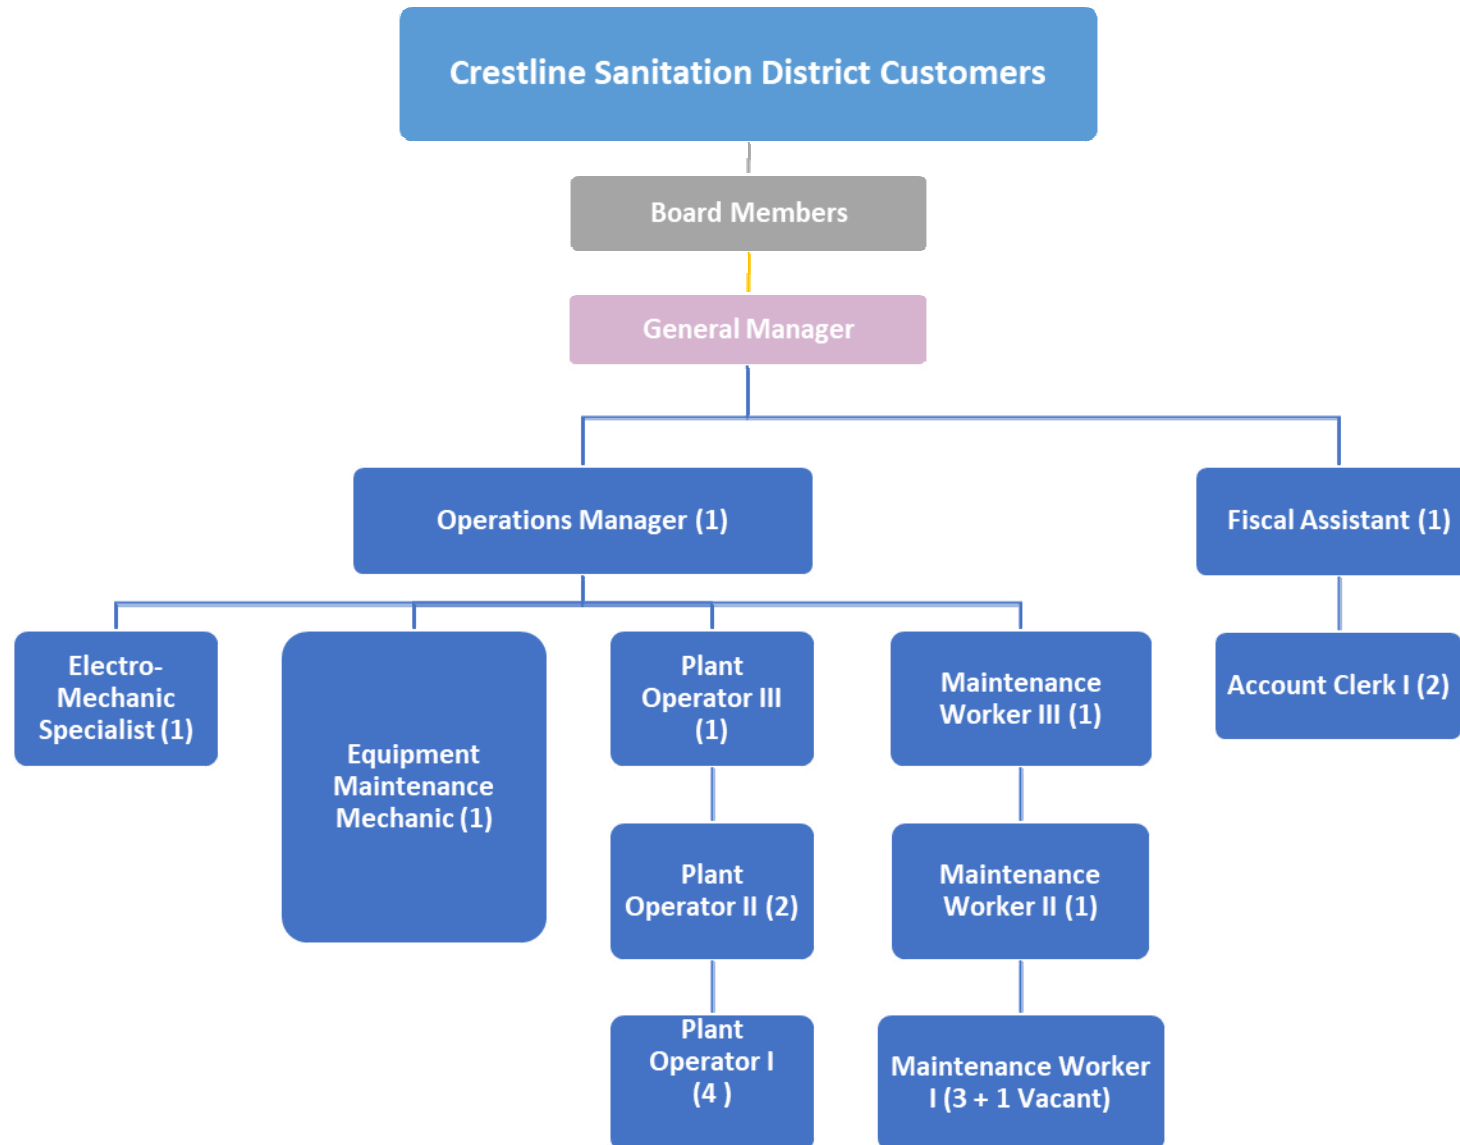 Crestline Sanitation District Customers
Board Members
General Manager
Operations Manager (1)
Fiscal Assistant (1)
Electro-
Mechanic
Specialist (1)
Equipment
Maintenance
Mechanic (1)
Plant
Operator III
(1)
Maintenance
Worker III (1)
Account Clerk I (2)
Plant
Operator II (2)
Maintenance
Worker II (1)
Plant
Operator I
(4 )
Maintenance Worker
I (3 + 1 Vacant)